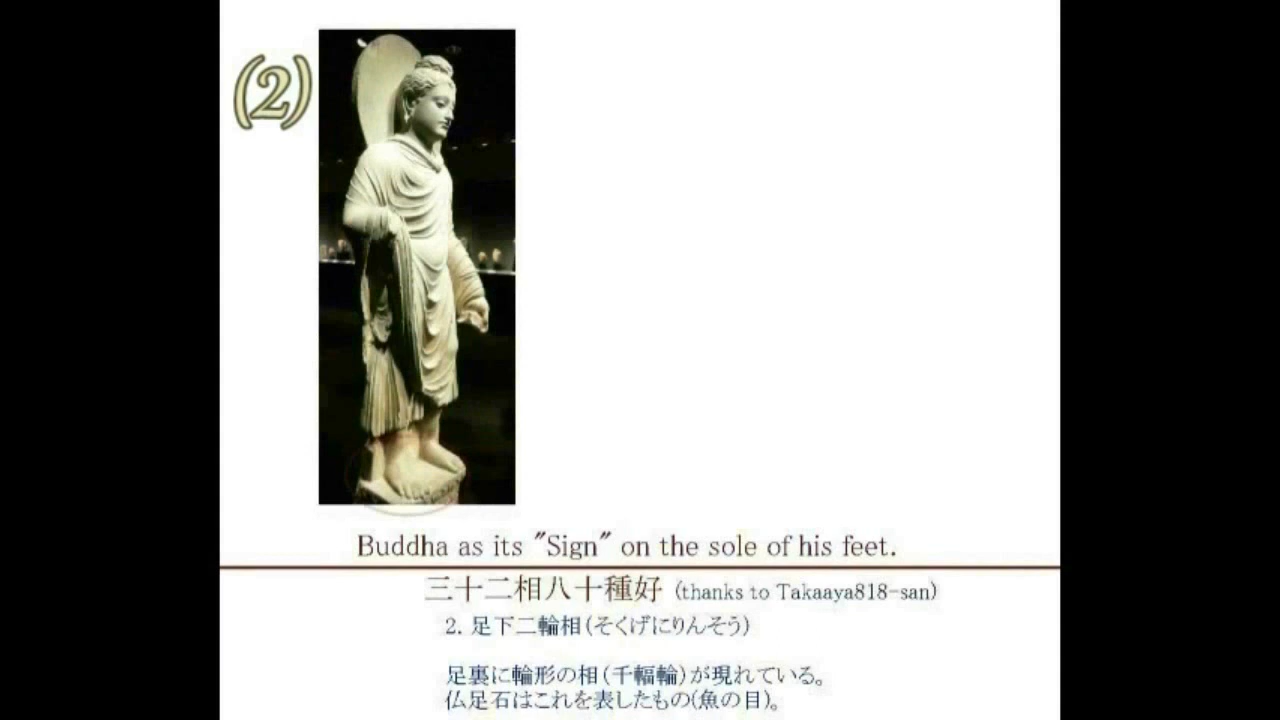 (2)
Buddha as its "Sign" on the sole of his feet.
三十二相八十種好 (thanks to Takaaya818-san)
2. 足下二輪相(そくげにりんそう)
足裏に輪形の相(千幅輪)が現れている。
仏足石はこれを表したもの(魚の目)。